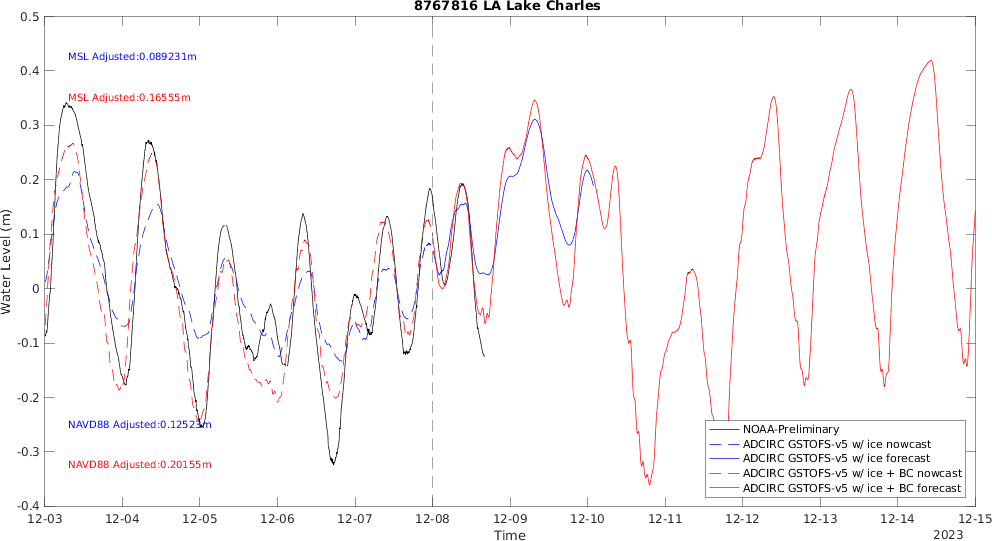 8767816 LA Lake Charles
0.5
0.4
0.3
0.2
0.1
0
-0.1
-0.2
-0.3
-0.4
Water Level (m)
MSL Adjusted:0.089231m
MSL Adjusted:0.16555m
NAVD88 Adjusted:0.12523m
NAVD88 Adjusted:0.20155m
NOAA-Preliminary
ADCIRC GSTOFS-v5 w/ ice nowcast
ADCIRC GSTOFS-v5 w/ ice forecast
ADCIRC GSTOFS-v5 w/ ice + BC nowcast
ADCIRC GSTOFS-v5 w/ ice + BC forecast
12-03 12-04 12-05 12-06 12-07 12-08 12-09 12-10 12-11 12-12 12-13 12-14 12-15
Time
2023